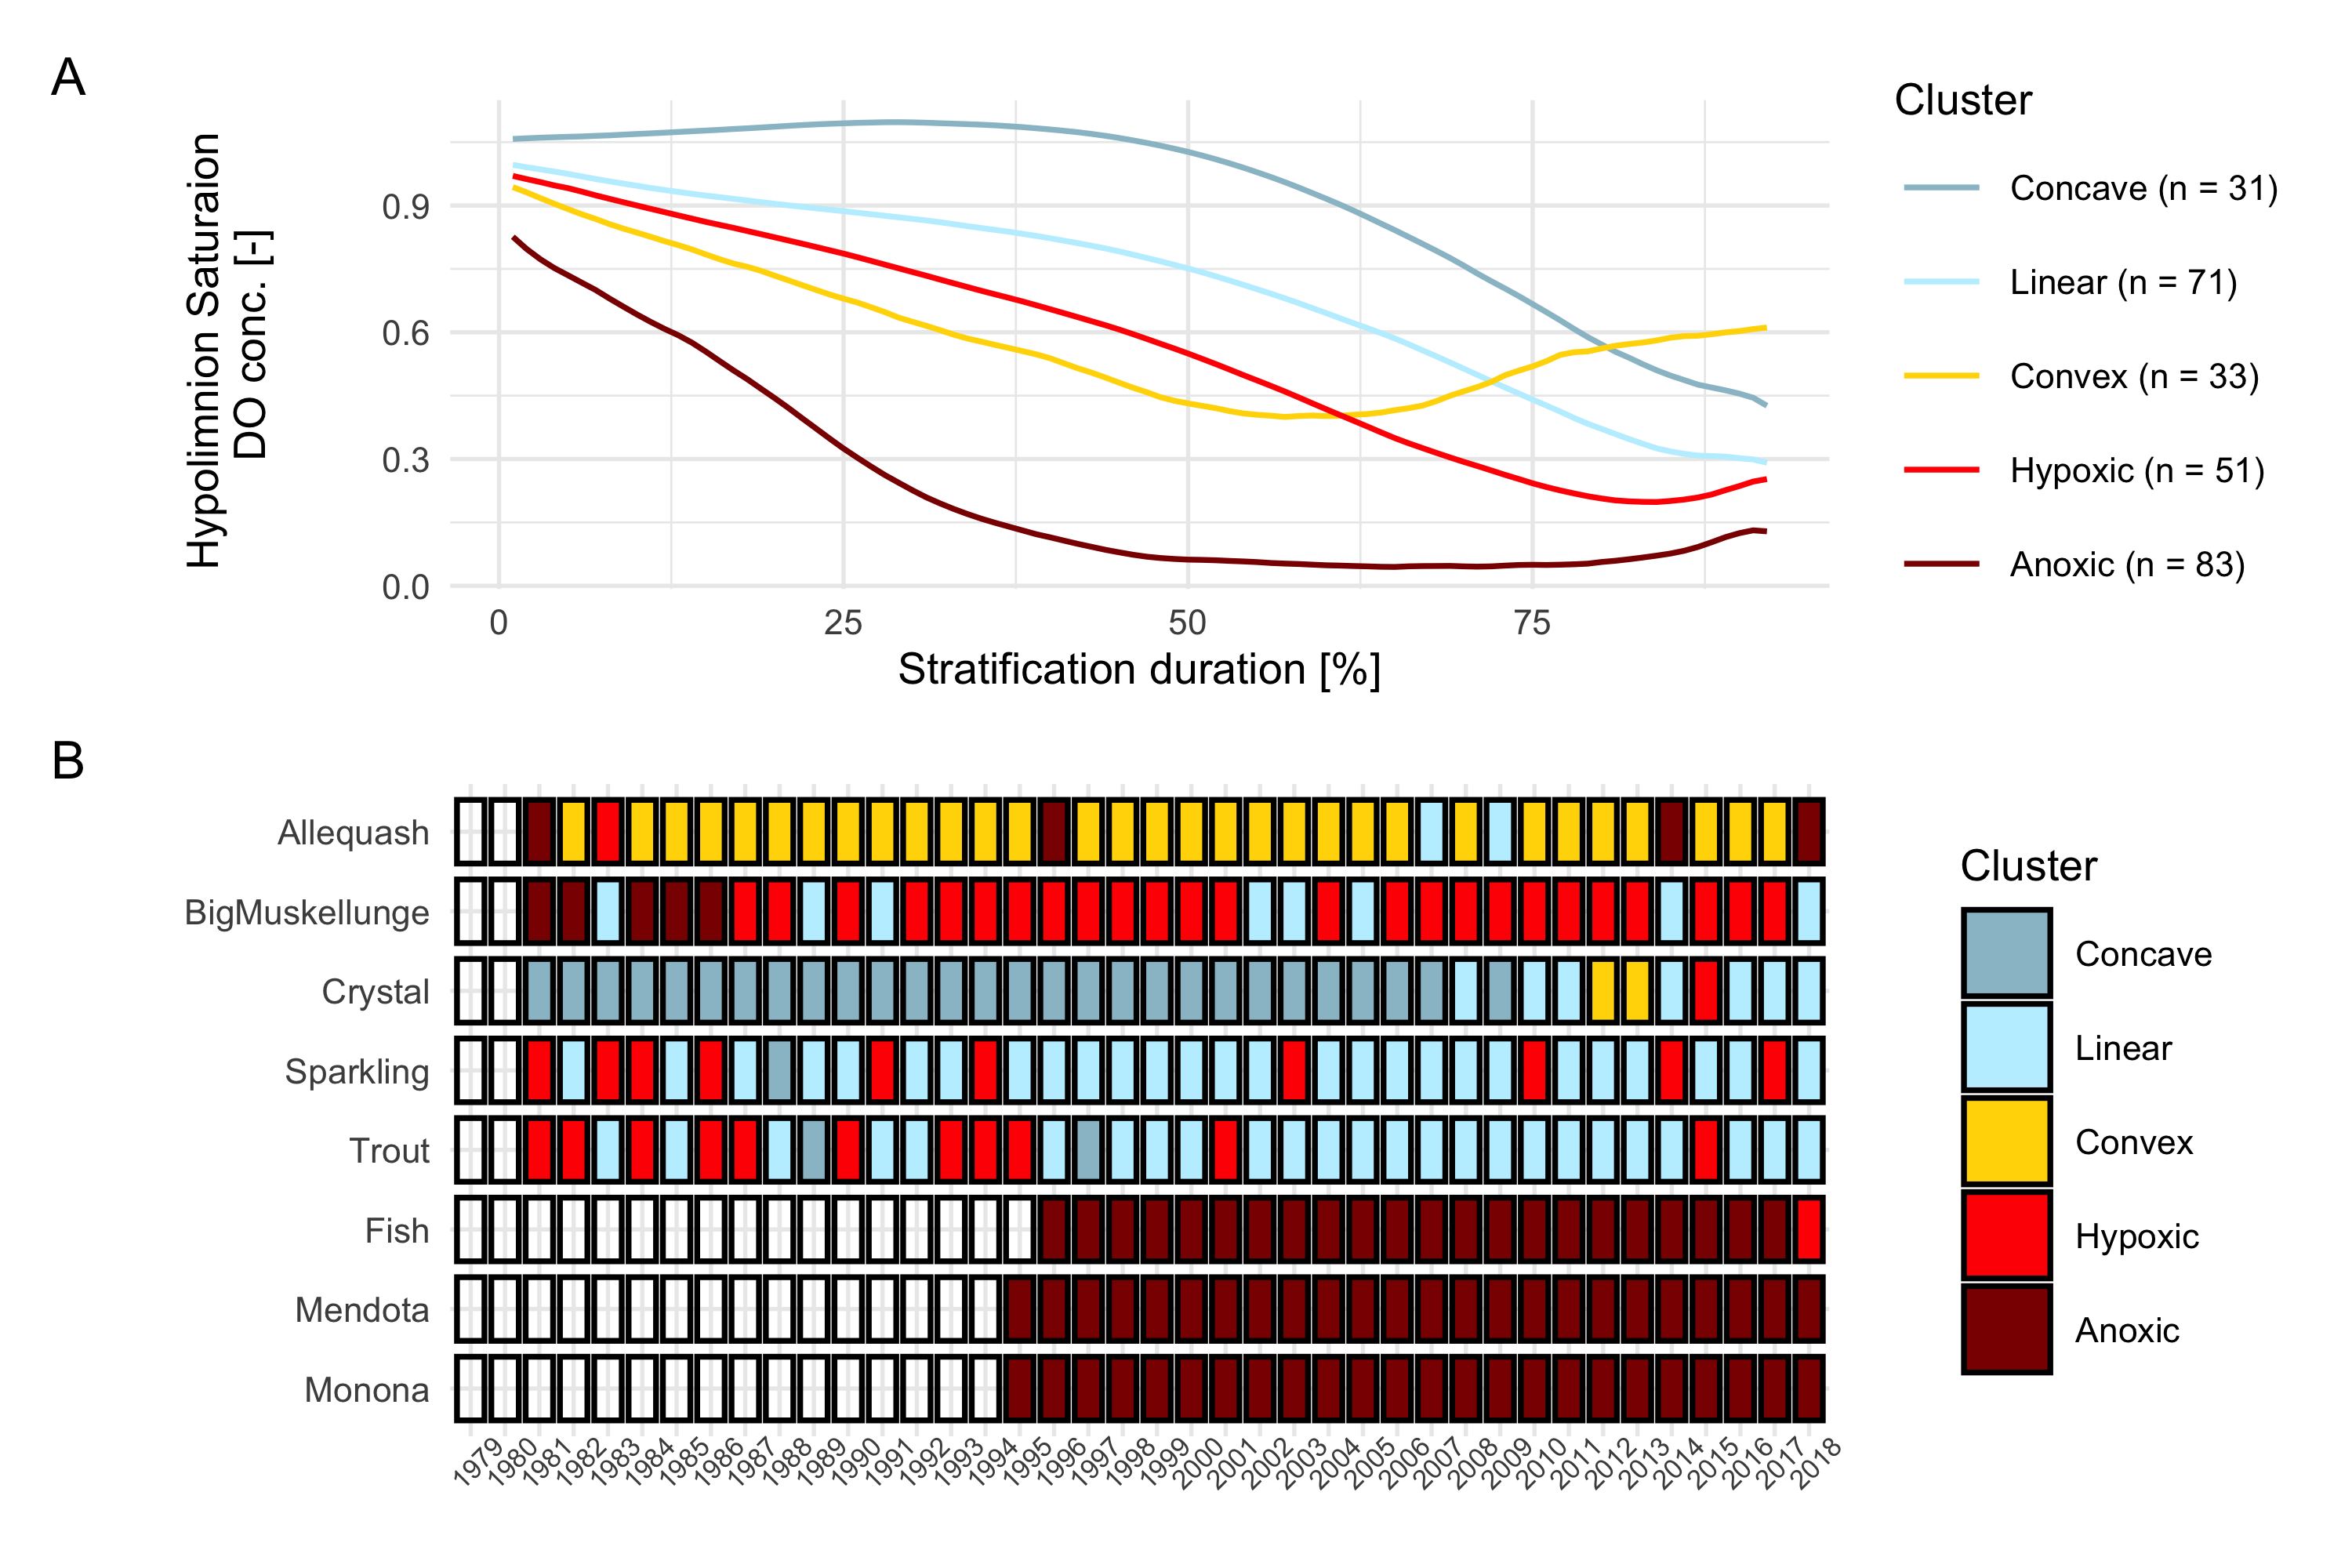 A
Hypolimnion Saturaion
DO conc. [-]
0.9
0.6
0.3
0.0
0
25
50
75
Stratification duration [%]
Cluster
Concave (n = 31)
Linear (n = 71)
Convex (n = 33)
Hypoxic (n = 51)
Anoxic (n = 83)
B
Allequash
BigMuskellunge
Crystal
Sparkling
Trout
Fish
Mendota
Monona
1979
1980
1981
1982
1983
1984
1985
1986
1987
1988
1989
1990
1991
1992
1993
1994
1995
1996
1997
1998
1999
2000
2001
2002
2003
2004
2005
2006
2007
2008
2009
2010
2011
2012
2013
2014
2015
2016
2017
2018
Cluster
Concave
Linear
Convex
Hypoxic
Anoxic